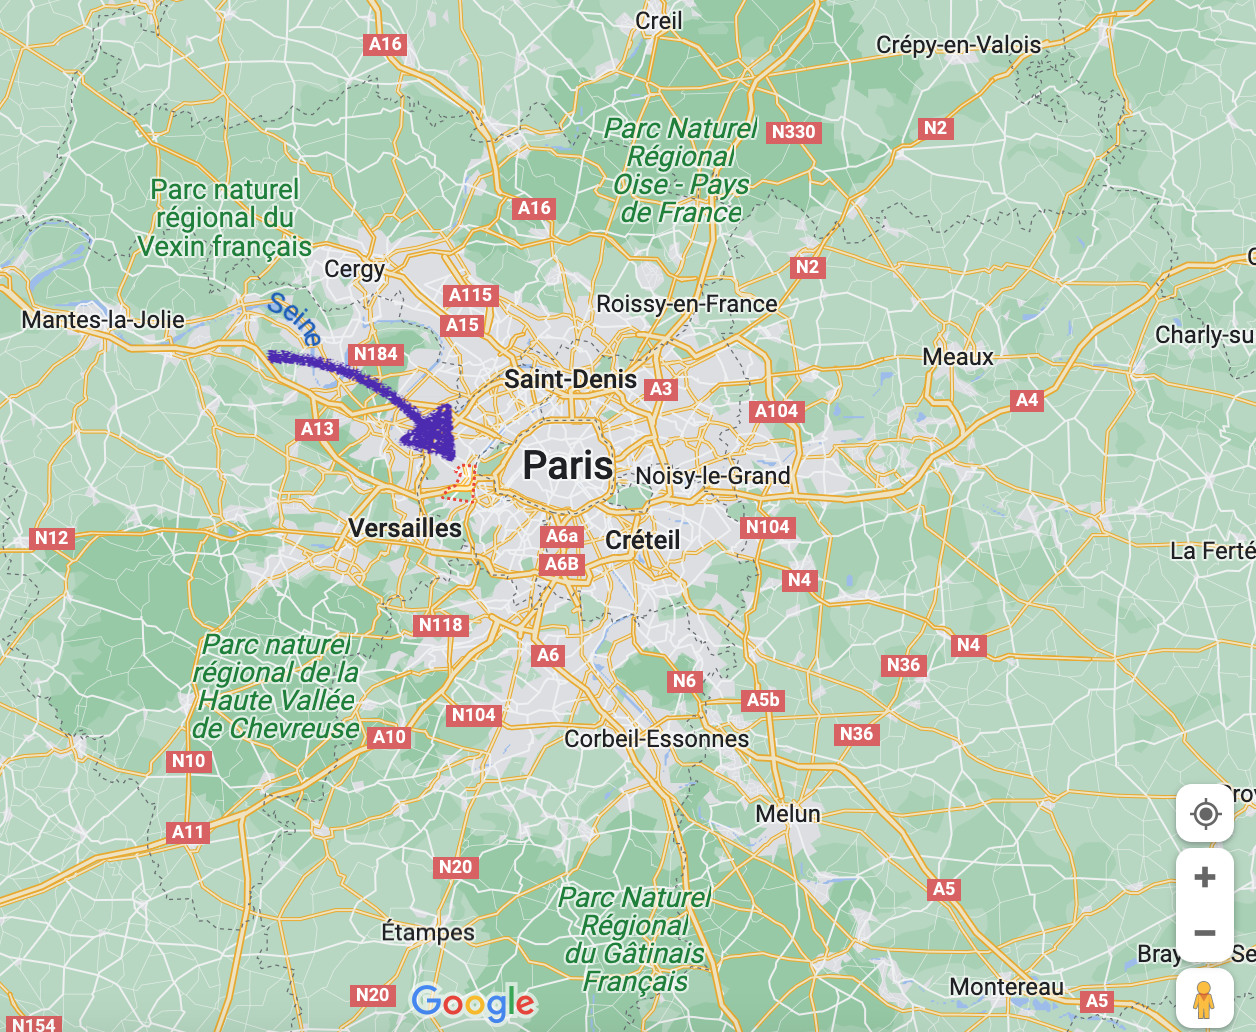 Creil
A16
Crépy-en-Valois
N2
N330
Parc Naturel
Régional
Oise - Pays
de France
Parc naturel
régional du
Vexin français
A16
Cergy
N2
A115
Roissy-en-France
Seine
Mantes-la-Jolie
A15
Charly-su
N184
Meaux
Saint-Denis
A3
A4
A104
A13
Paris
Noisy-le-Grand
Versailles
N104
N12
A6a
Créteil
La Ferté
A6B
N4
N118
Parc naturel
régional de la
Haute Vallée
de Chevreuse
A6
N4
N36
N6
A5b
N104
A10
Corbeil-Essonnes
N36
N10
Melun
A11
N20
A5
Parc Naturel
Régional
du Gâtinais
Français
Étampes
Bray
Se
Montereau
N20
Google
A5
N154